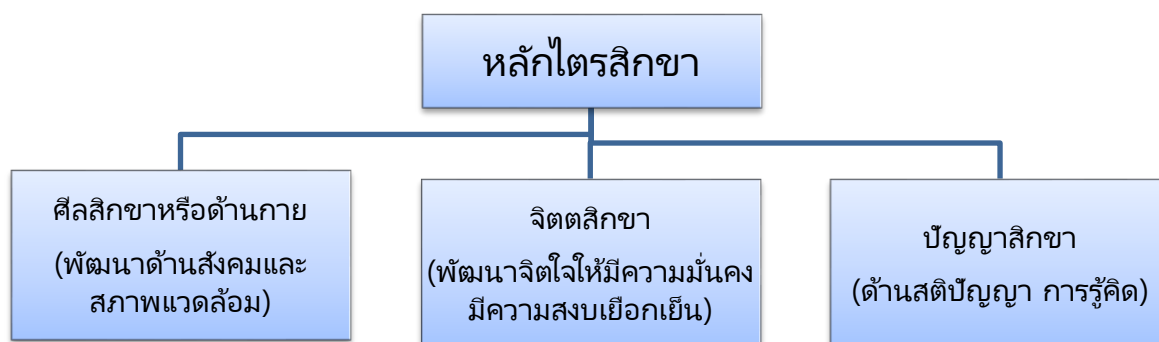 หลักไตรสิกขา
ศีลสิกขาหรือด้านกาย
(พัฒนาด้านสังคมและ
สภาพแวดล้อม)
จิตตสิกขา
(พัฒนาจิตใจให้มีความมั่นคง
มีความสงบเยือกเย็น)
ปัญญาสิกขา
(ด้านสติปัญญา การรู้คิด)